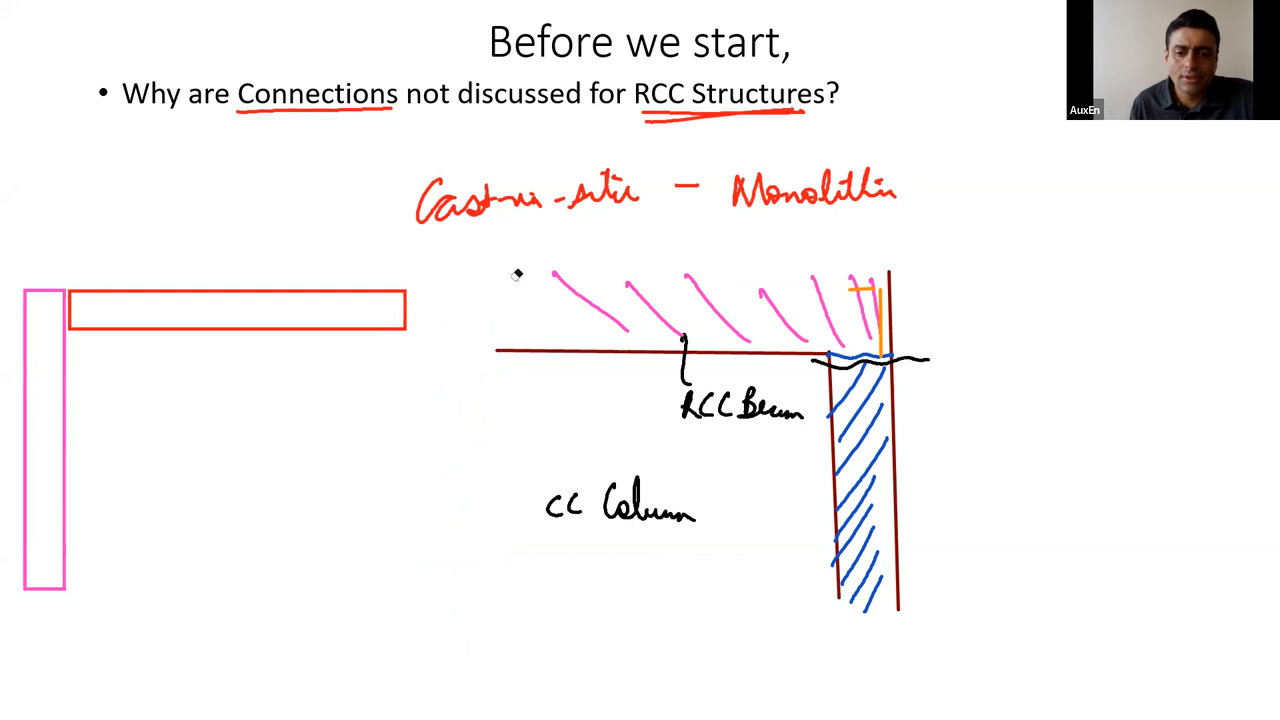 Before we start,
• Why are Connections not discussed for RCC Structures?
AuxEn
Cast-in-situ - Monolithic
RCC Beam
CC Column